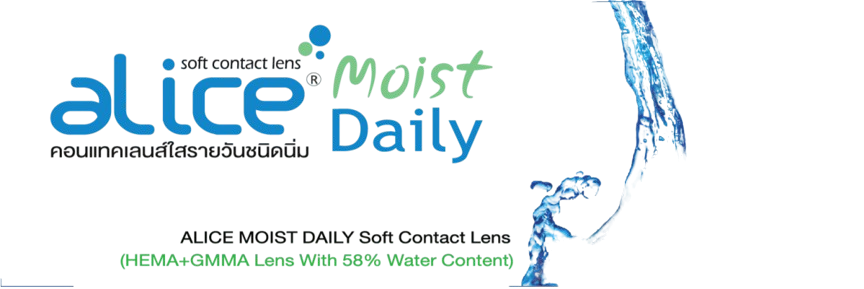 soft contact lens
alice® Moist
Daily
คอนแทคเลนส์ใสรายวันชนิดนิ่ม
ALICE MOIST DAILY Soft Contact Lens
(HEMA+GMMA Lens With 58% Water Content)